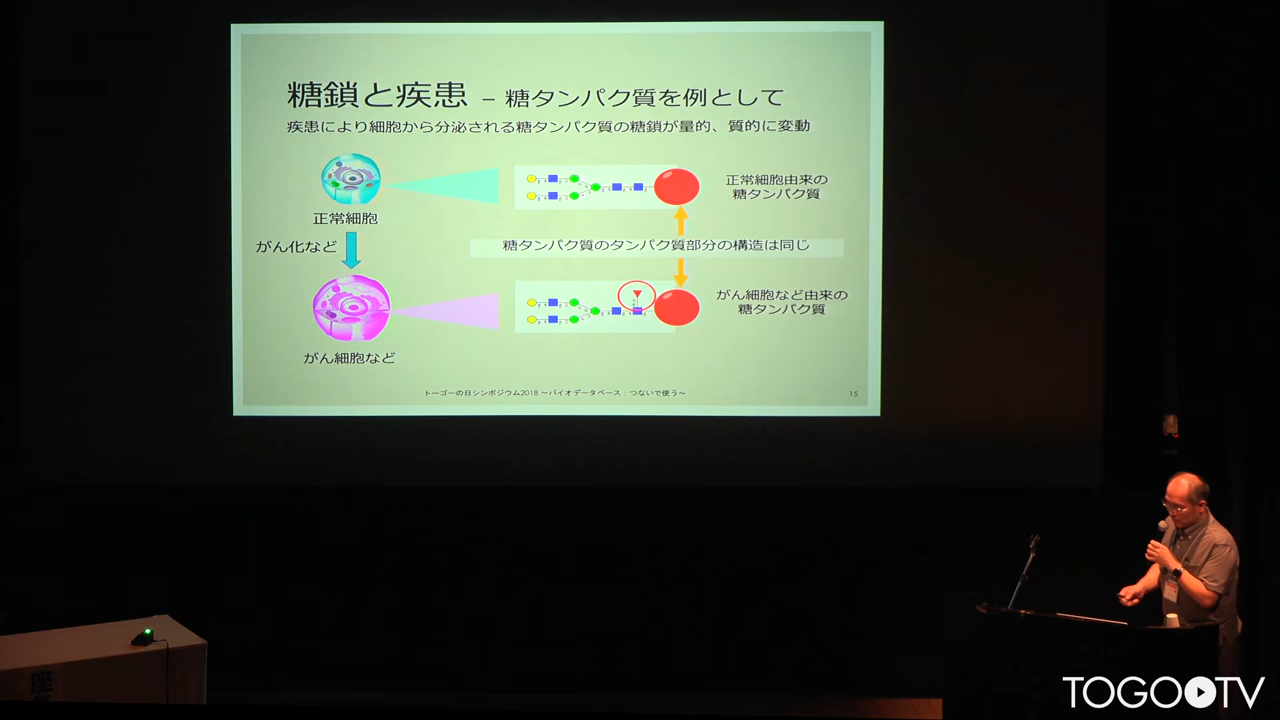 糖鎖と疾患 – 糖タンパク質を例として
疾患により細胞から分泌される糖タンパク質の糖鎖が量的、質的に変動
正常細胞由来の
糖タンパク質
正常細胞
がん化など
糖タンパク質のタンパク質部分の構造は同じ
がん細胞など由来の
糖タンパク質
がん細胞など
トーゴーの日シンポジウム2018 〜バイオデータベース：つないで使う〜
15
座
TOGO TV